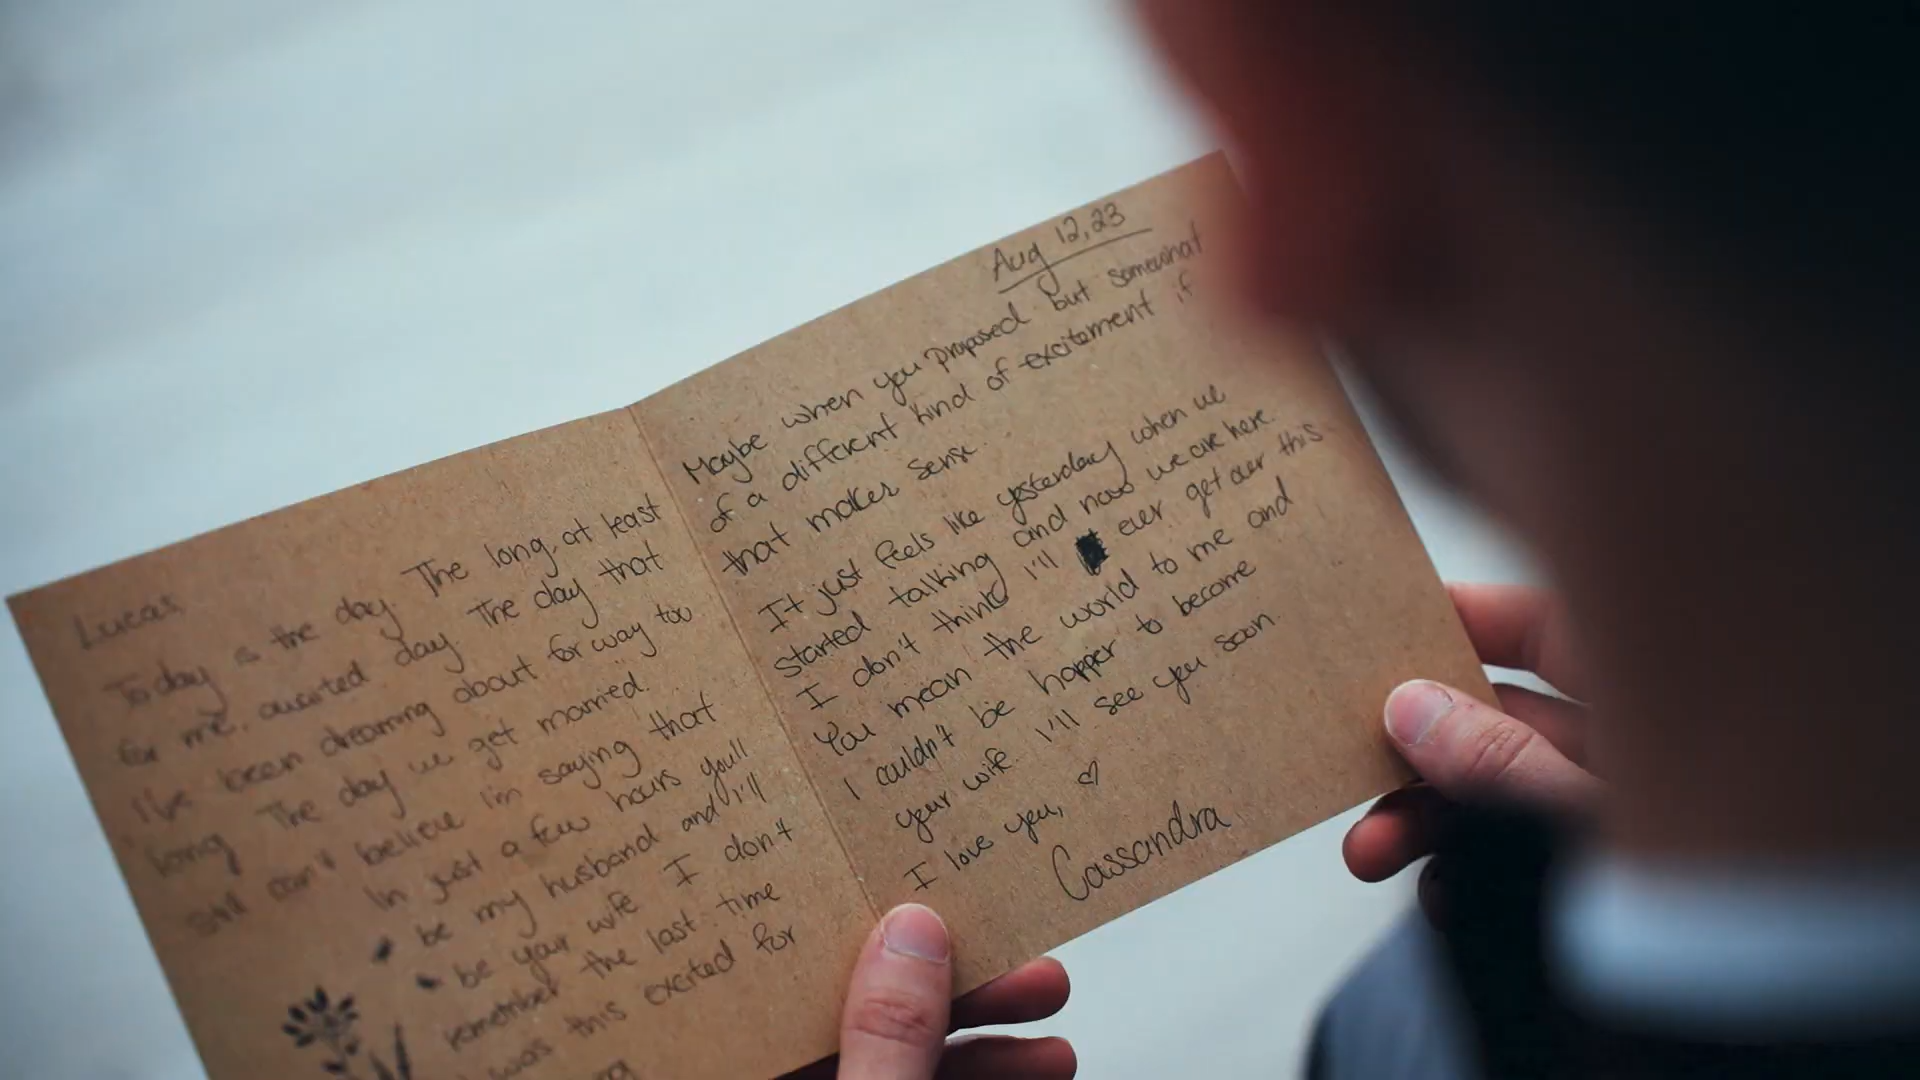 Lucas
Today is the day. The long, at least
for me, awaited day. The day that
I've been dreaming about for way too
long. The day we get married.
Still can't believe I'm saying that
In just a few hours you'll
be my husband and I'll
be your wife. I don't
remember the last time
I was this excited for
Aug 12, 23
Maybe when you proposed but somewhat
of a different kind of excitement if
that makes sense
It just feels like yesterday when we
started talking and now we are here.
I don't think I'll ever get over this
You mean the world to me and
I couldn't be happer to become
your wife. I'll see you soon.
I love you, ♡
Cassandra